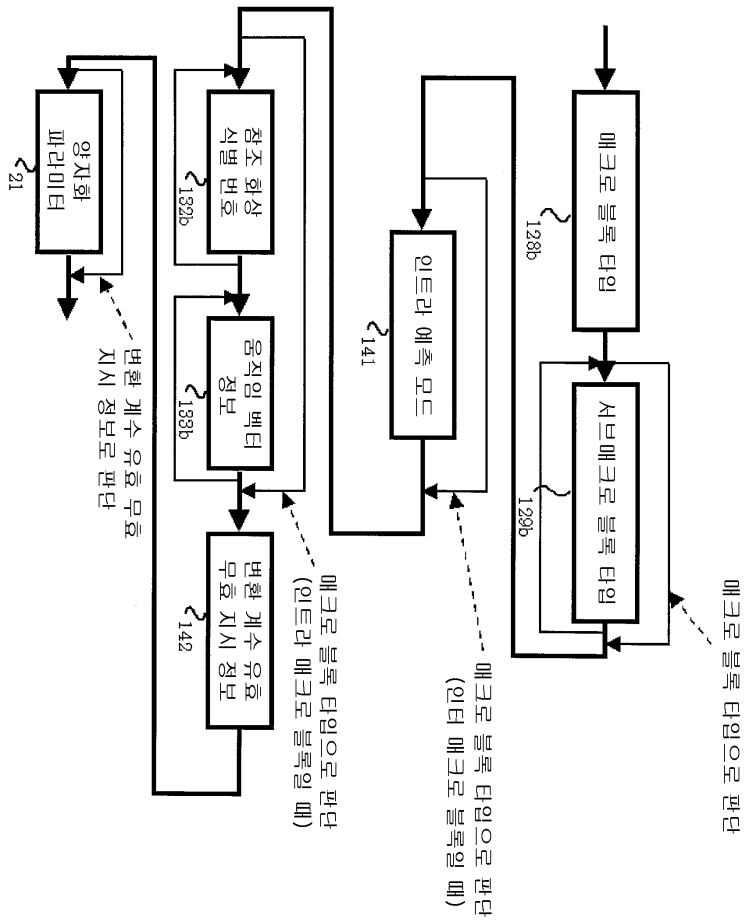 매크로 블록 타입
128b
서브매크로 블록 타입
129b
매크로 블록 타입으로 판단
인트라 예측 모드
141
매크로 블록 타입으로 판단
(인터 매크로 블록일 때)
참조 화상
식별 번호
132b
움직임 벡터
정보
133b
매크로 블록 타입으로 판단
(인트라 매크로 블록일 때)
변환 계수 유효
무효 지시 정보
142
양자화
파라미터
21
변환 계수 유효 무효
지시 정보로 판단